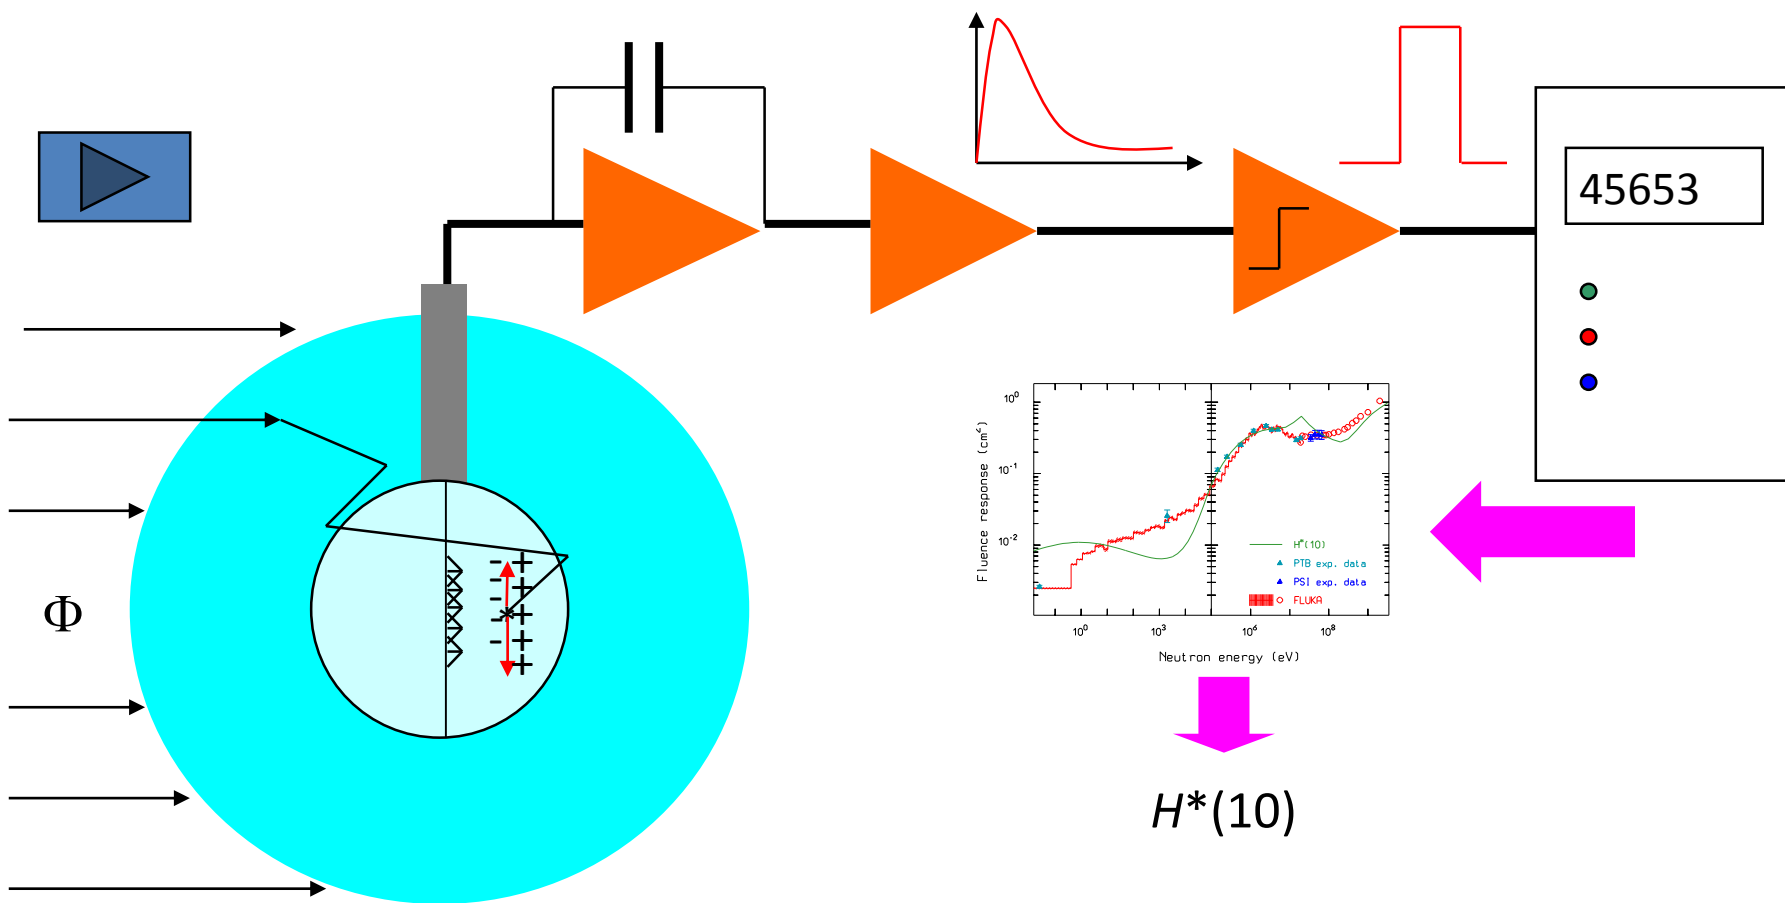 45653
Φ
Fluence response (cm²)
10⁰
10⁻¹
10⁻²
H*(10)
PTB exp. data
PSI exp. data
FLUKA
10⁰ 10³ 10⁶ 10⁸
Neutron energy (eV)
- +
- +
- +
- +
+
H*(10)